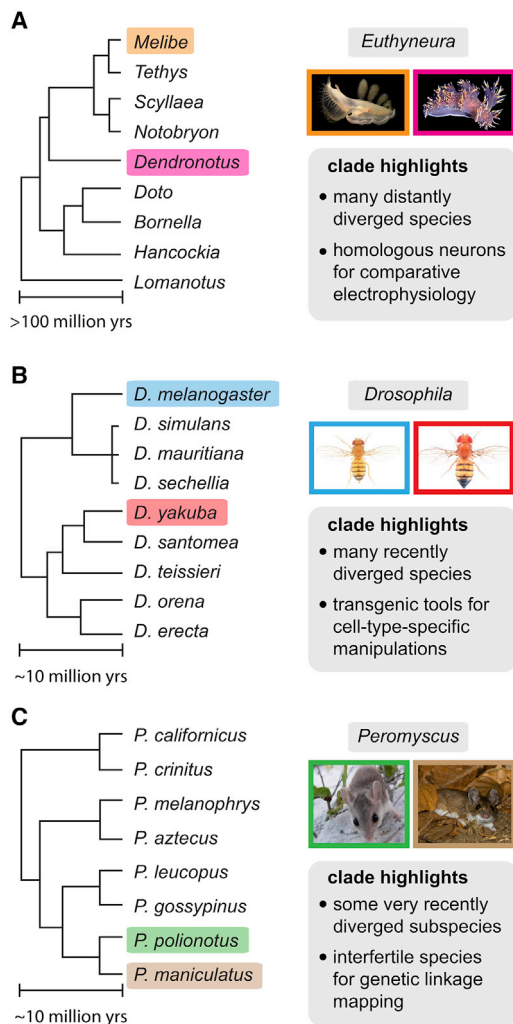 A
Melibe
Tethys
Scyllaea
Notobryon
Dendronotus
Doto
Bornella
Hancockia
Lomanotus
>100 million yrs
Euthyneura
clade highlights
• many distantly
diverged species
• homologous neurons
for comparative
electrophysiology
B
D. melanogaster
D. simulans
D. mauritiana
D. sechellia
D. yakuba
D. santomea
D. teissieri
D. orena
D. erecta
~10 million yrs
Drosophila
clade highlights
• many recently
diverged species
• transgenic tools for
cell-type-specific
manipulations
C
P. californicus
P. crinitus
P. melanophrys
P. aztecus
P. leucopus
P. gossypinus
P. polionotus
P. maniculatus
~10 million yrs
Peromyscus
clade highlights
• some very recently
diverged subspecies
• interfertile species
for genetic linkage
mapping